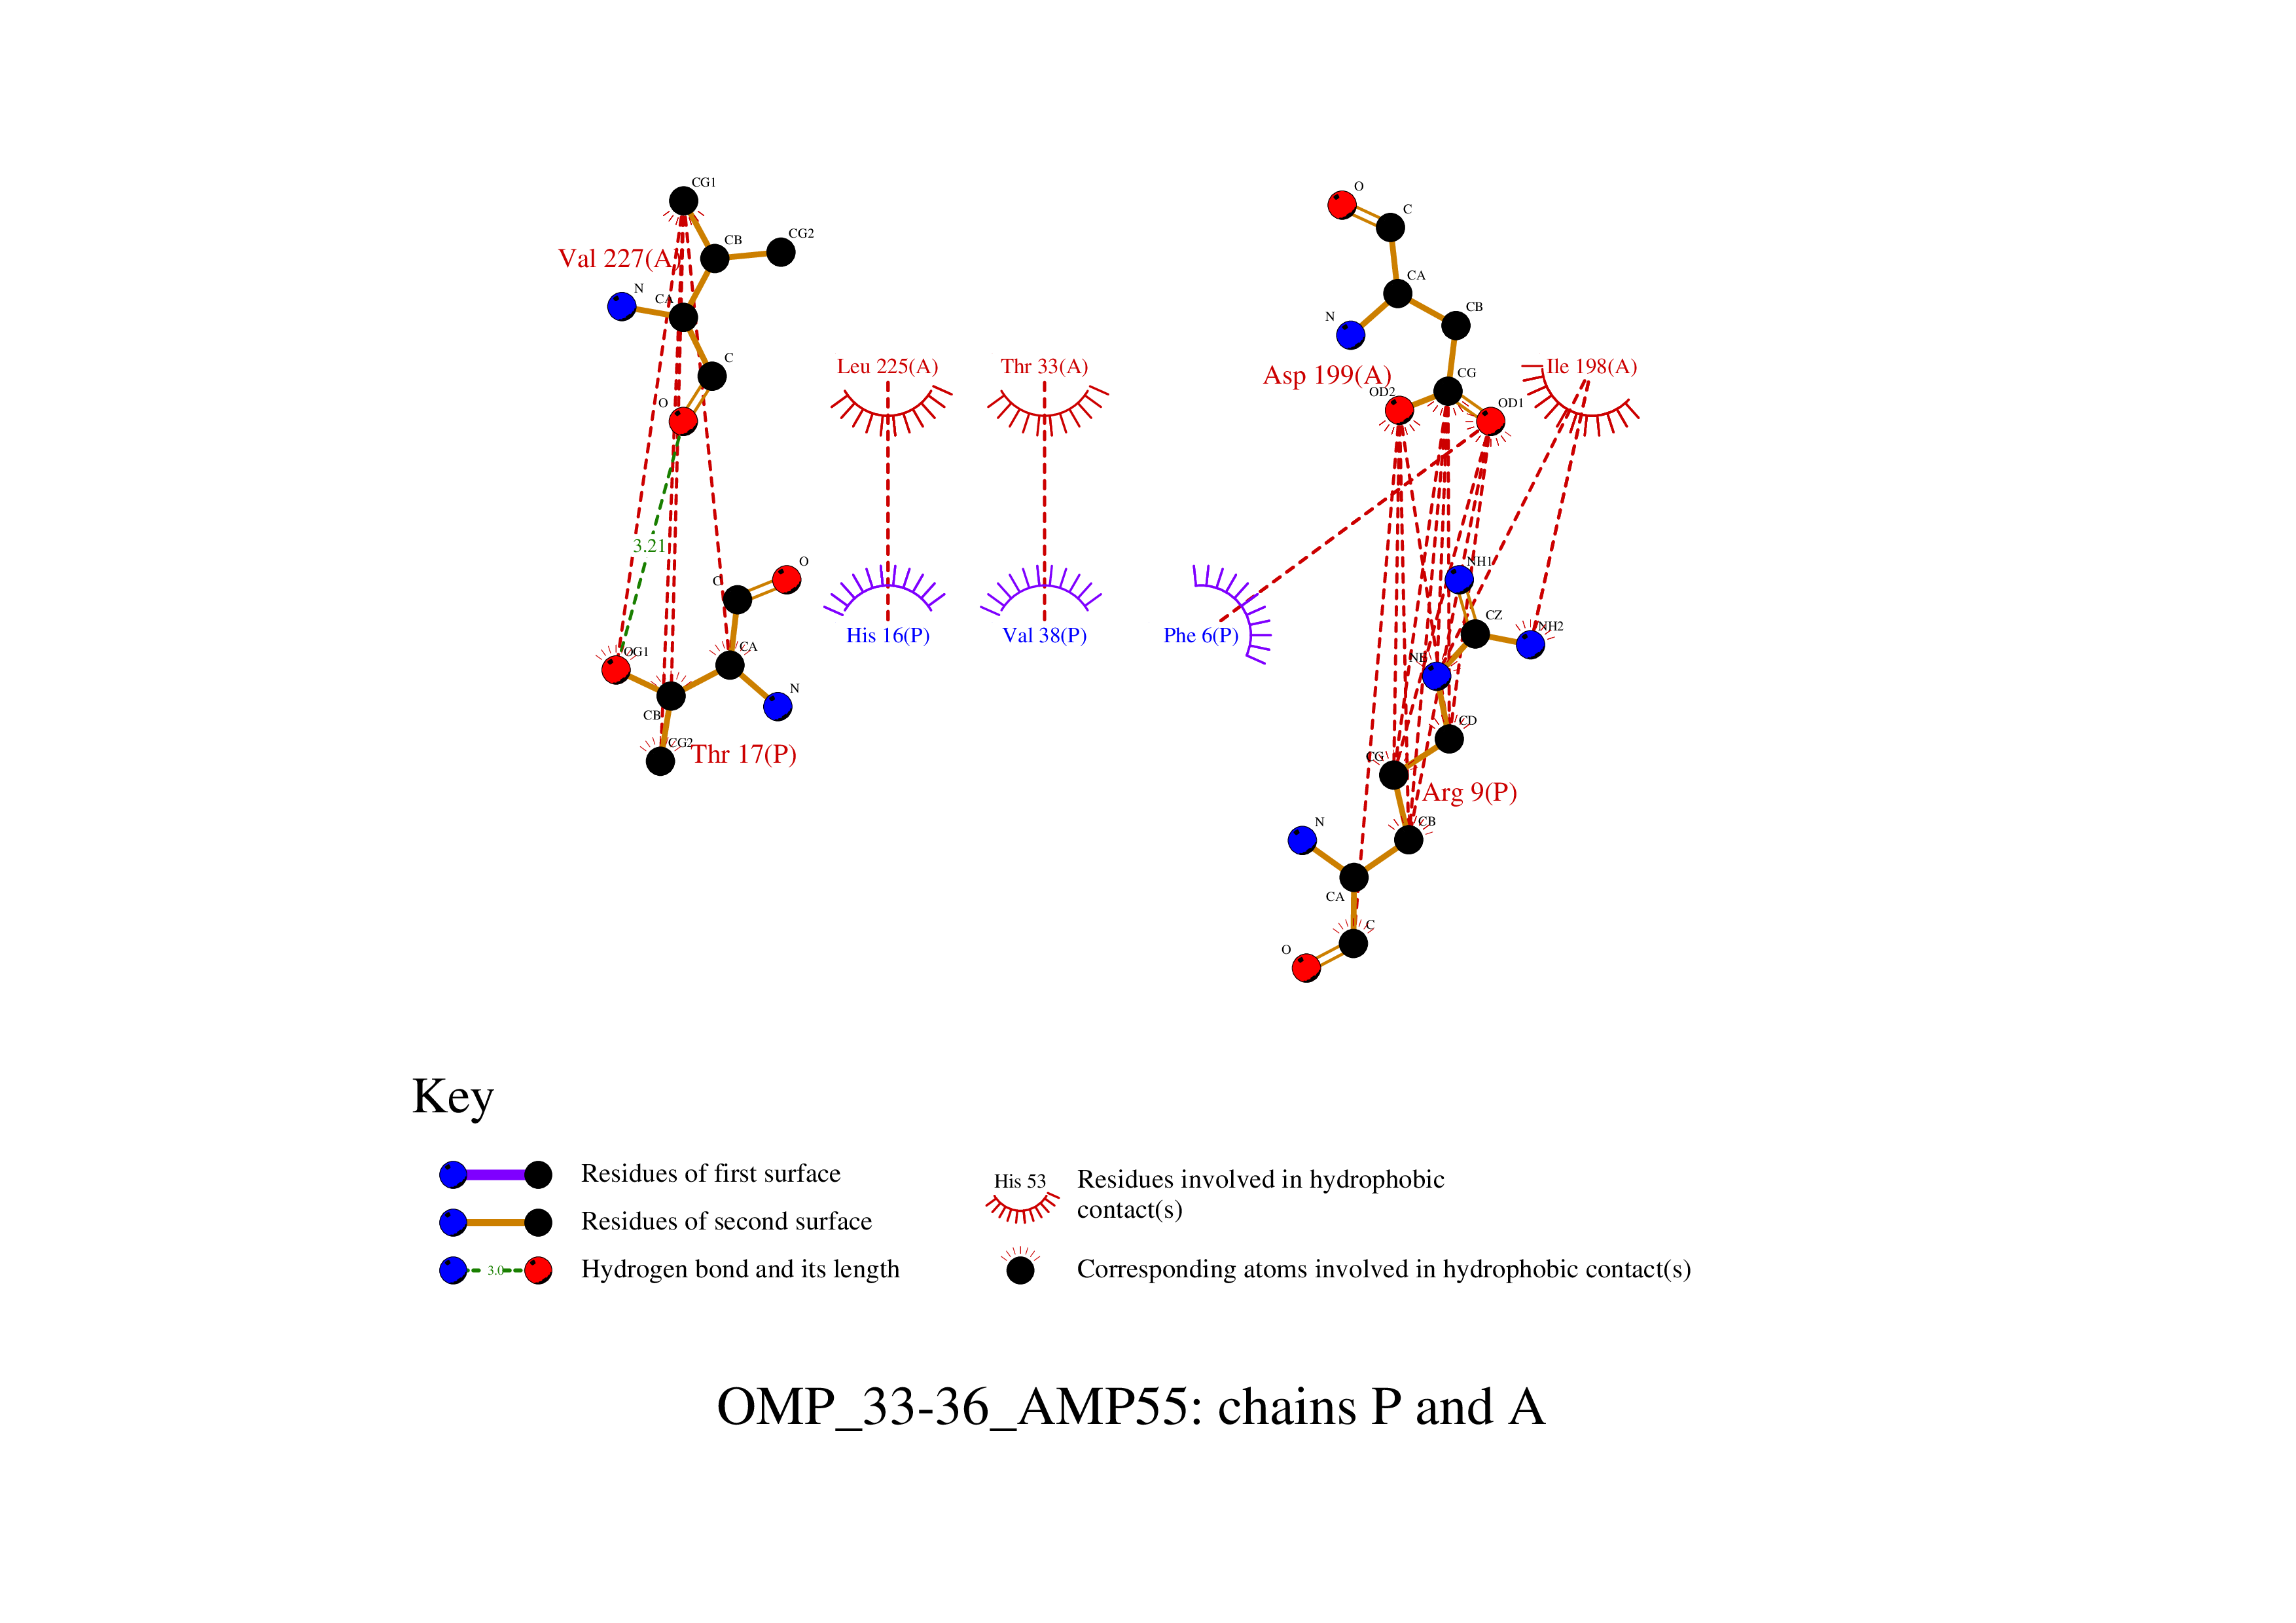 CG1
CB
CG2
Val 227(A)
N
CA
C
O
O
C
CA
CB
N
Asp 199(A)
CG
OD2
OD1
Leu 225(A)
Thr 33(A)
Ile 198(A)
3.21
C
O
OG1
CA
CB
N
CG2
Thr 17(P)
His 16(P)
Val 38(P)
Phe 6(P)
NH1
CZ
NH2
NE
CD
CG
Arg 9(P)
CB
N
CA
C
O
Key
Residues of first surface
Residues of second surface
3.0
Hydrogen bond and its length
His 53
Residues involved in hydrophobic
contact(s)
Corresponding atoms involved in hydrophobic contact(s)
OMP_33-36_AMP55: chains P and A